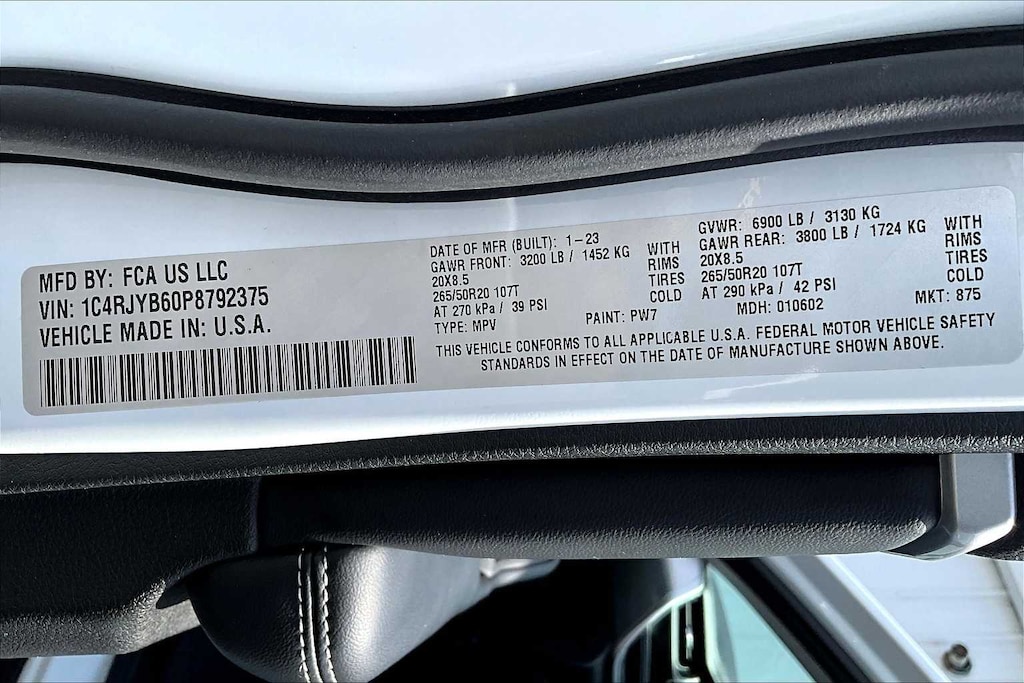 MFD BY: FCA US LLC
VIN: 1C4RJYB60P8792375
VEHICLE MADE IN: U.S.A.
DATE OF MFR (BUILT): 1-23
GAWR FRONT: 3200 LB / 1452 KG WITH
20X8.5 RIMS
265/50R20 107T TIRES
AT 270 kPa / 39 PSI COLD
TYPE: MPV PAINT: PW7
GVWR: 6900 LB / 3130 KG
GAWR REAR: 3800 LB / 1724 KG WITH
20X8.5 RIMS
265/50R20 107T TIRES
AT 290 kPa / 42 PSI COLD
MDH: 010602 MKT: 875
THIS VEHICLE CONFORMS TO ALL APPLICABLE U.S.A. FEDERAL MOTOR VEHICLE SAFETY
STANDARDS IN EFFECT ON THE DATE OF MANUFACTURE SHOWN ABOVE.